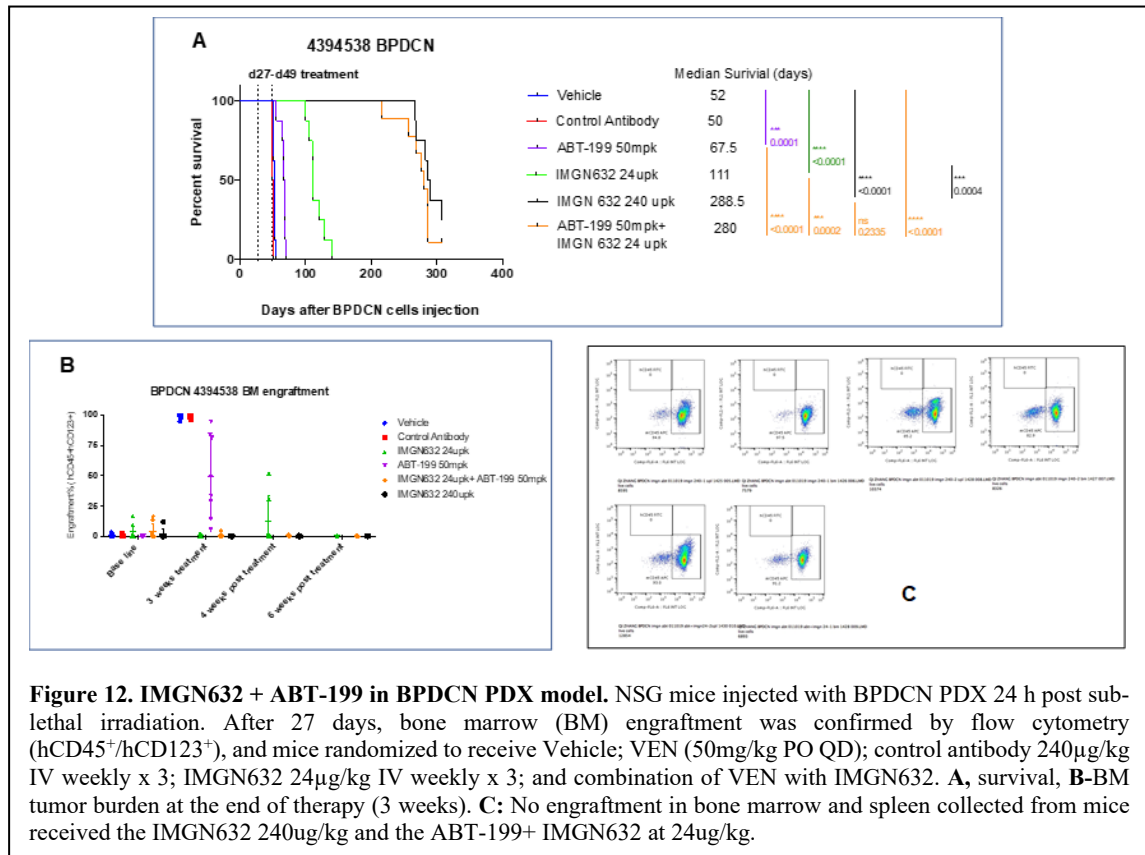 A
4394538 BPDCN
d27-d49 treatment
Percent survival
100
50
0
0 100 200 300 400
Days after BPDCN cells injection
Median Surivial (days)
Vehicle 52
Control Antibody 50
ABT-199 50mpk 67.5
IMGN632 24upk 111
IMGN 632 240 upk 288.5
ABT-199 50mpk+ 280
IMGN 632 24 upk
***
0.0001
****
<0.0001
****
<0.0001
***
0.0004
****
<0.0001
***
0.0002
ns
0.2335
****
<0.0001
B
BPDCN 4394538 BM engraftment
Engraftment% ( hCD45+hCD123+)
100
75
50
25
0
Base line
3 weeks treatment
4 weeks post treatment
6 weeks post treatment
Vehicle
Control Antibody
IMGN632 24upk
ABT-199 50mpk
IMGN632 24upk+ ABT-199 50mpk
IMGN632 240upk
C
Figure 12. IMGN632 + ABT-199 in BPDCN PDX model. NSG mice injected with BPDCN PDX 24 h post sub-
lethal irradiation. After 27 days, bone marrow (BM) engraftment was confirmed by flow cytometry
(hCD45+/hCD123+), and mice randomized to receive Vehicle; VEN (50mg/kg PO QD); control antibody 240µg/kg
IV weekly x 3; IMGN632 24µg/kg IV weekly x 3; and combination of VEN with IMGN632. A, survival, B-BM
tumor burden at the end of therapy (3 weeks). C: No engraftment in bone marrow and spleen collected from mice
received the IMGN632 240ug/kg and the ABT-199+ IMGN632 at 24ug/kg.